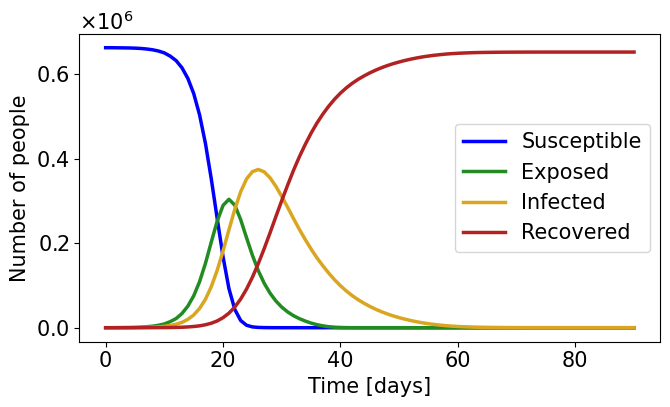 ×10⁶
Number of people
0.6
0.4
0.2
0.0
Susceptible
Exposed
Infected
Recovered
0 20 40 60 80
Time [days]